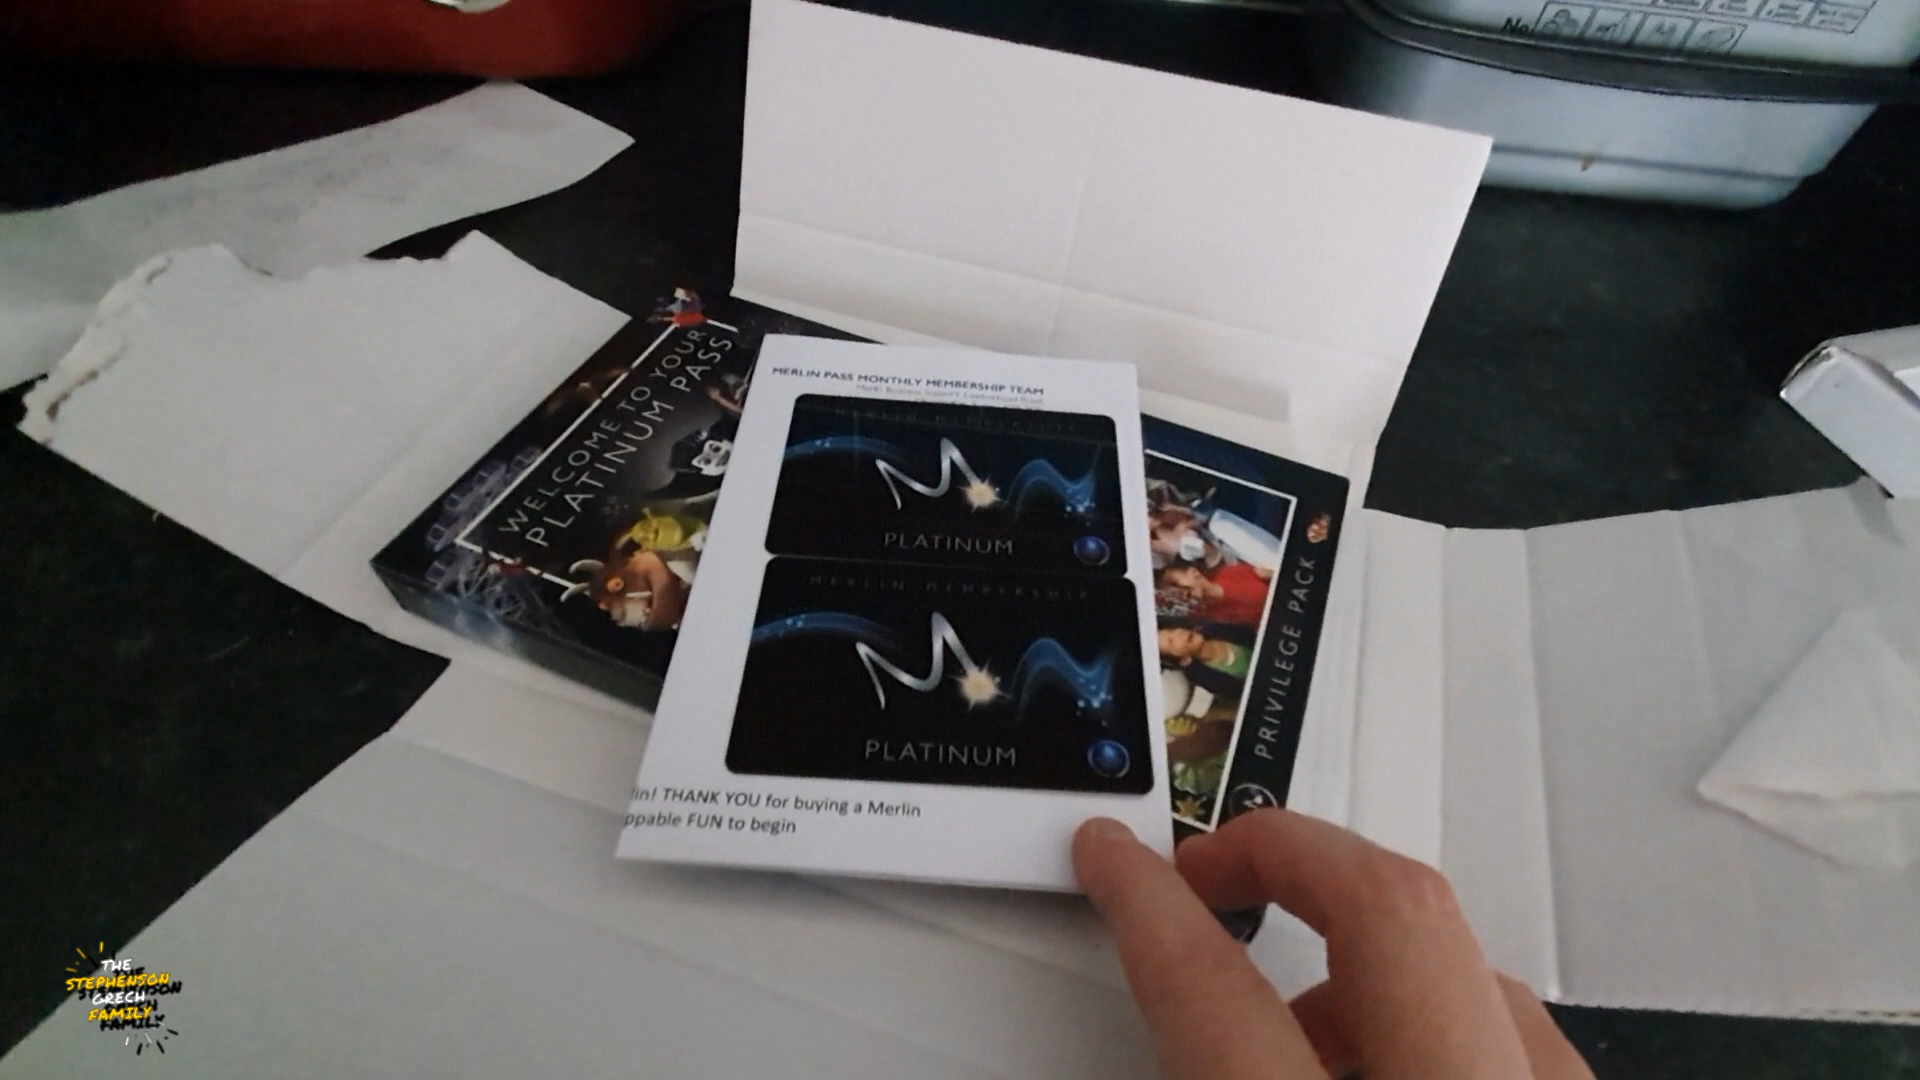 No
WELCOME TO YOUR
PLATINUM PASS
MERLIN PASS MONTHLY MEMBERSHIP TEAM
MERLIN MEMBERSHIP
PLATINUM
MERLIN MEMBERSHIP
PLATINUM
lin! THANK YOU for buying a Merlin
ppable FUN to begin
PRIVILEGE PACK
THE
STEPHENSON
GRECH
FAMILY